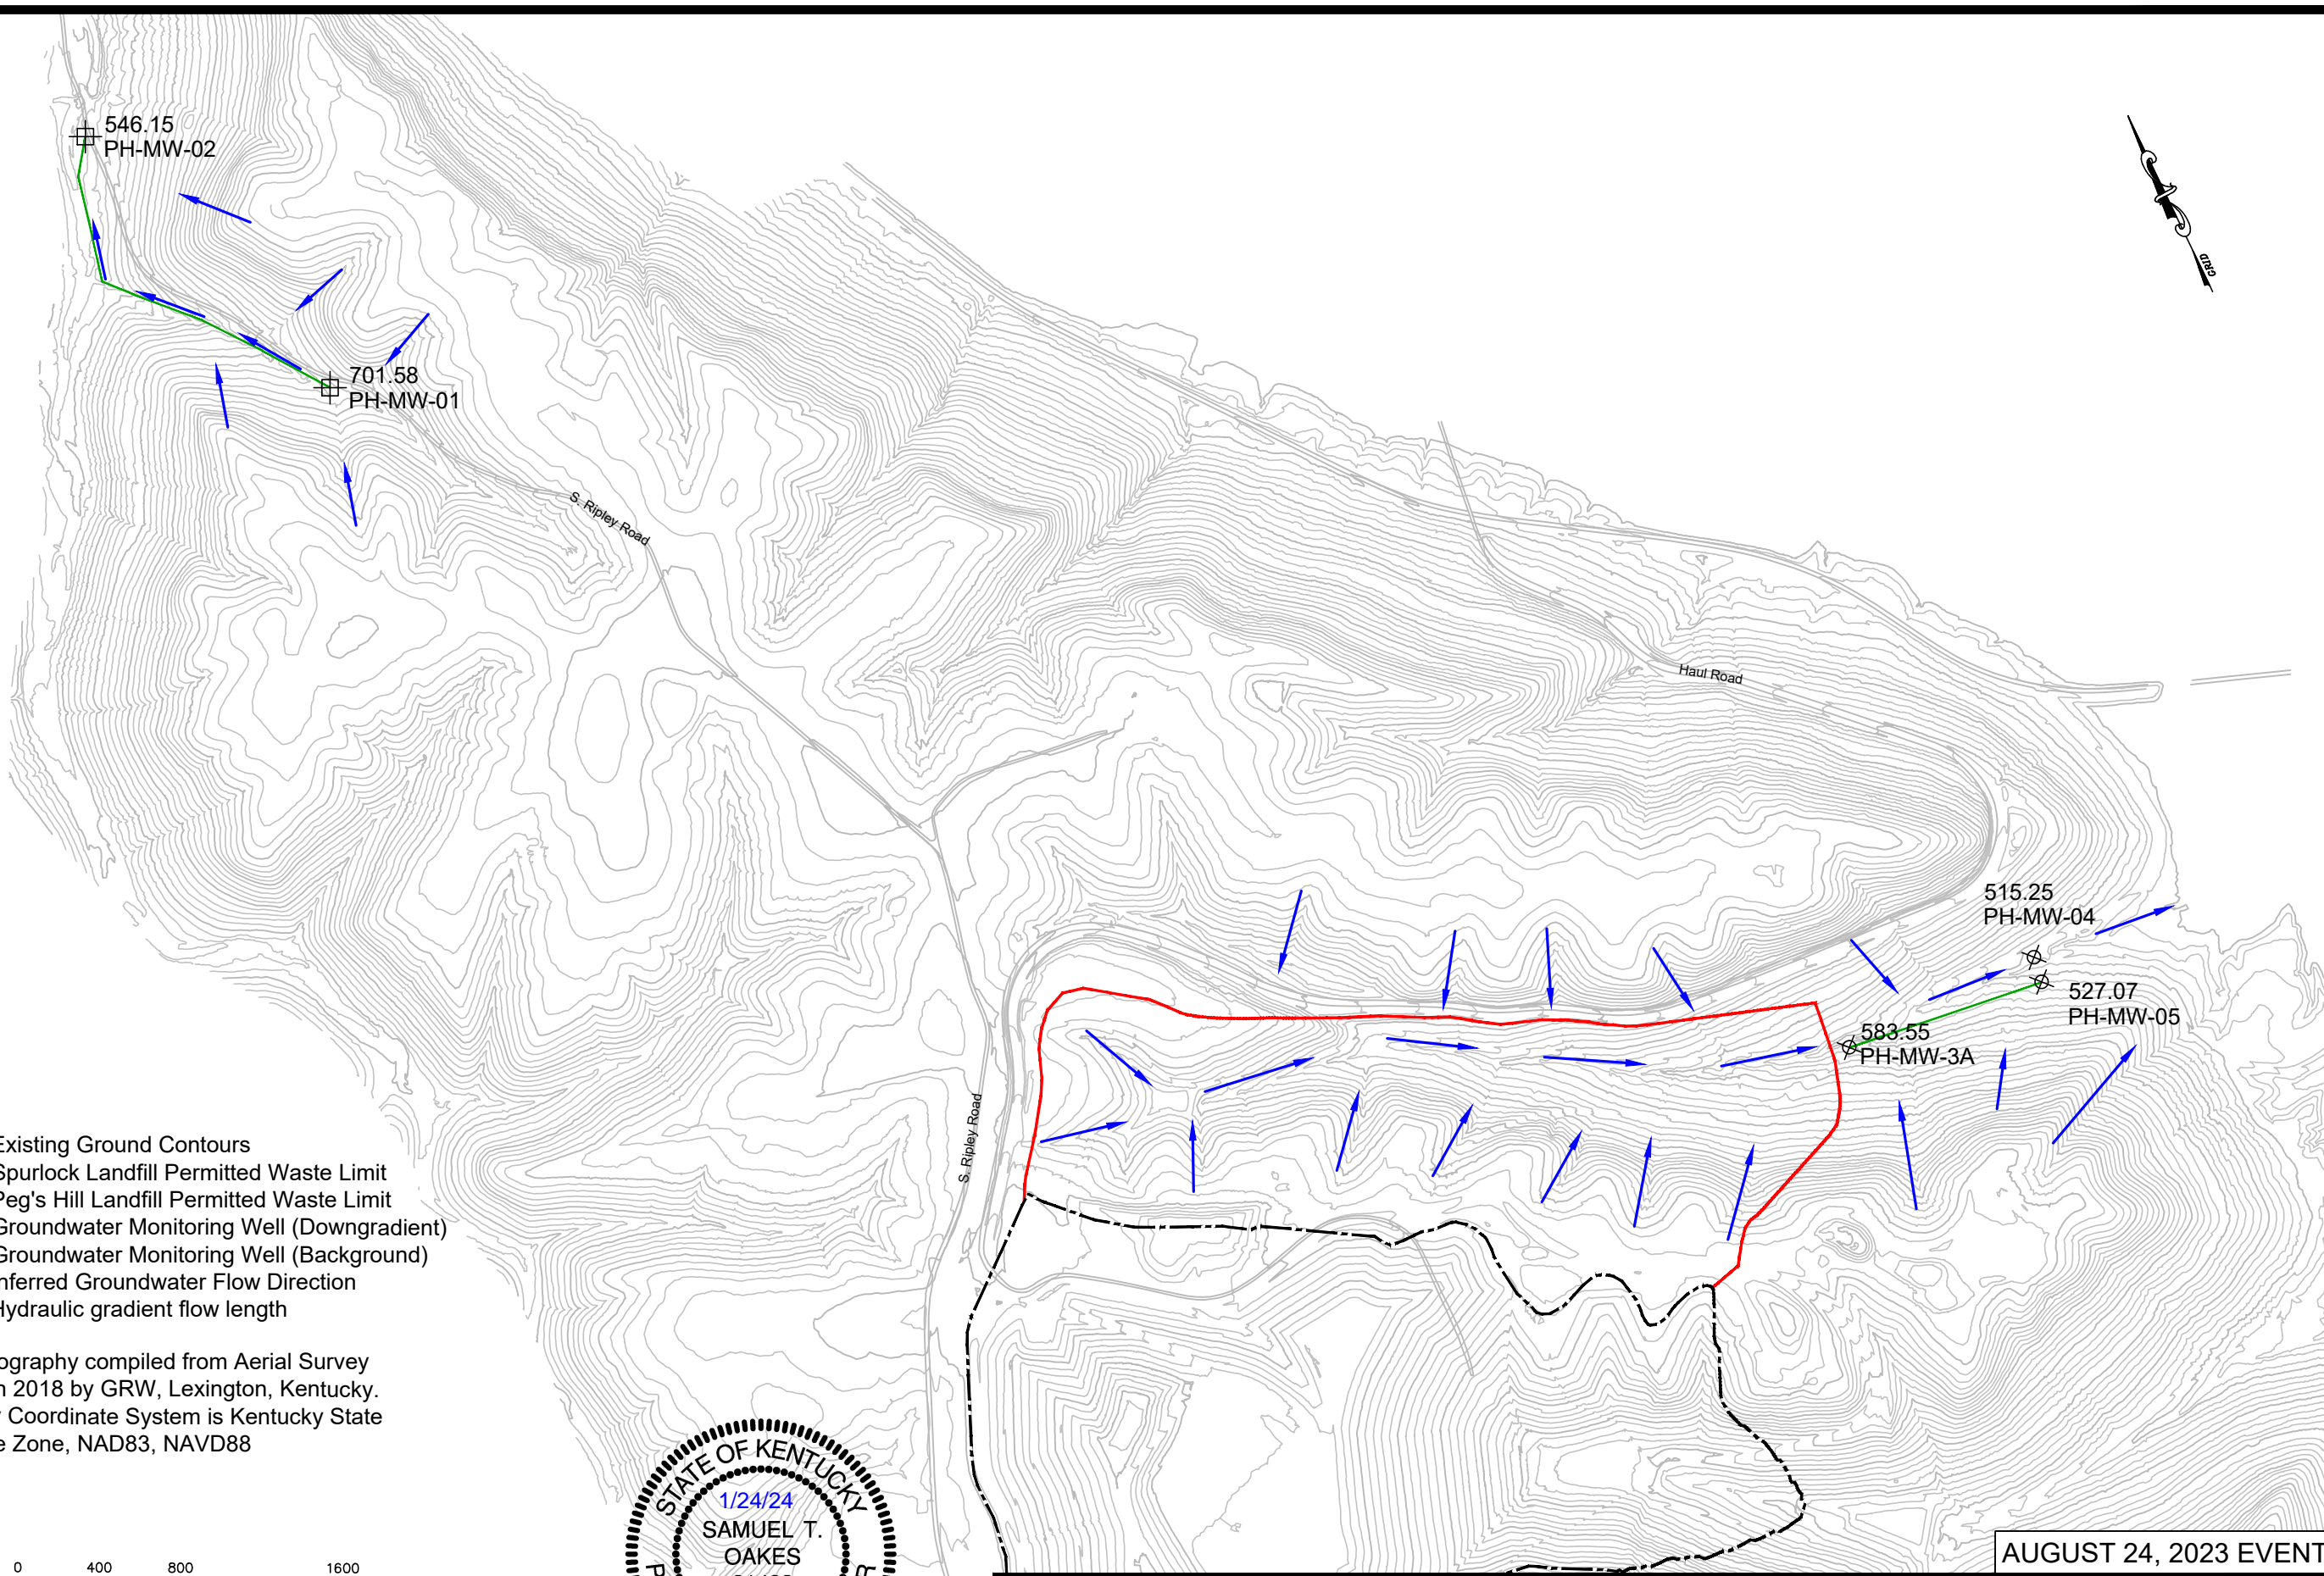 546.15
PH-MW-02
GRID
701.58
PH-MW-01
S. Ripley Road
Haul Road
515.25
PH-MW-04
527.07
PH-MW-05
583.55
PH-MW-3A
S. Ripley Road
Existing Ground Contours
Spurlock Landfill Permitted Waste Limit
Peg's Hill Landfill Permitted Waste Limit
Groundwater Monitoring Well (Downgradient)
Groundwater Monitoring Well (Background)
nferred Groundwater Flow Direction
Hydraulic gradient flow length
ography compiled from Aerial Survey
n 2018 by GRW, Lexington, Kentucky.
Coordinate System is Kentucky State
e Zone, NAD83, NAVD88
STATE OF KENTUCKY
1/24/24
SAMUEL T.
OAKES
0 400 800 1600
AUGUST 24, 2023 EVENT